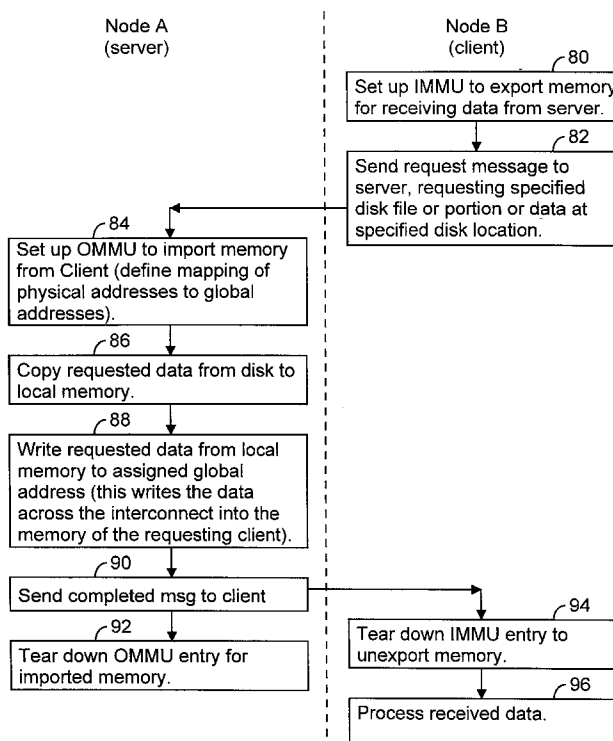 Node A
(server)
Node B
(client)
80
Set up IMMU to export memory
for receiving data from server.
82
Send request message to
server, requesting specified
disk file or portion or data at
specified disk location.
84
Set up OMMU to import memory
from Client (define mapping of
physical addresses to global
addresses).
86
Copy requested data from disk to
local memory.
88
Write requested data from local
memory to assigned global
address (this writes the data
across the interconnect into the
memory of the requesting client).
90
Send completed msg to client
92
Tear down OMMU entry for
imported memory.
94
Tear down IMMU entry to
unexport memory.
96
Process received data.